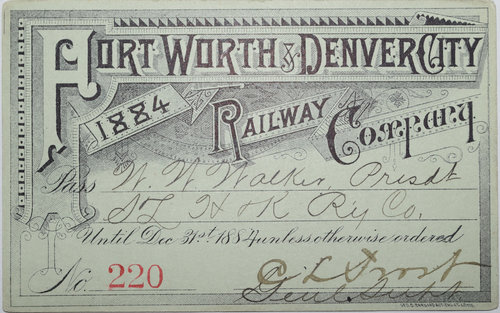 FORT WORTH & DENVER CITY
1884
RAILWAY
Company
Pass W. W. Walker, Presdt
St L H & K Ry Co.
Until Dec 31st 1884 unless otherwise ordered
No. 220
C L Frost
Genl. Supt.